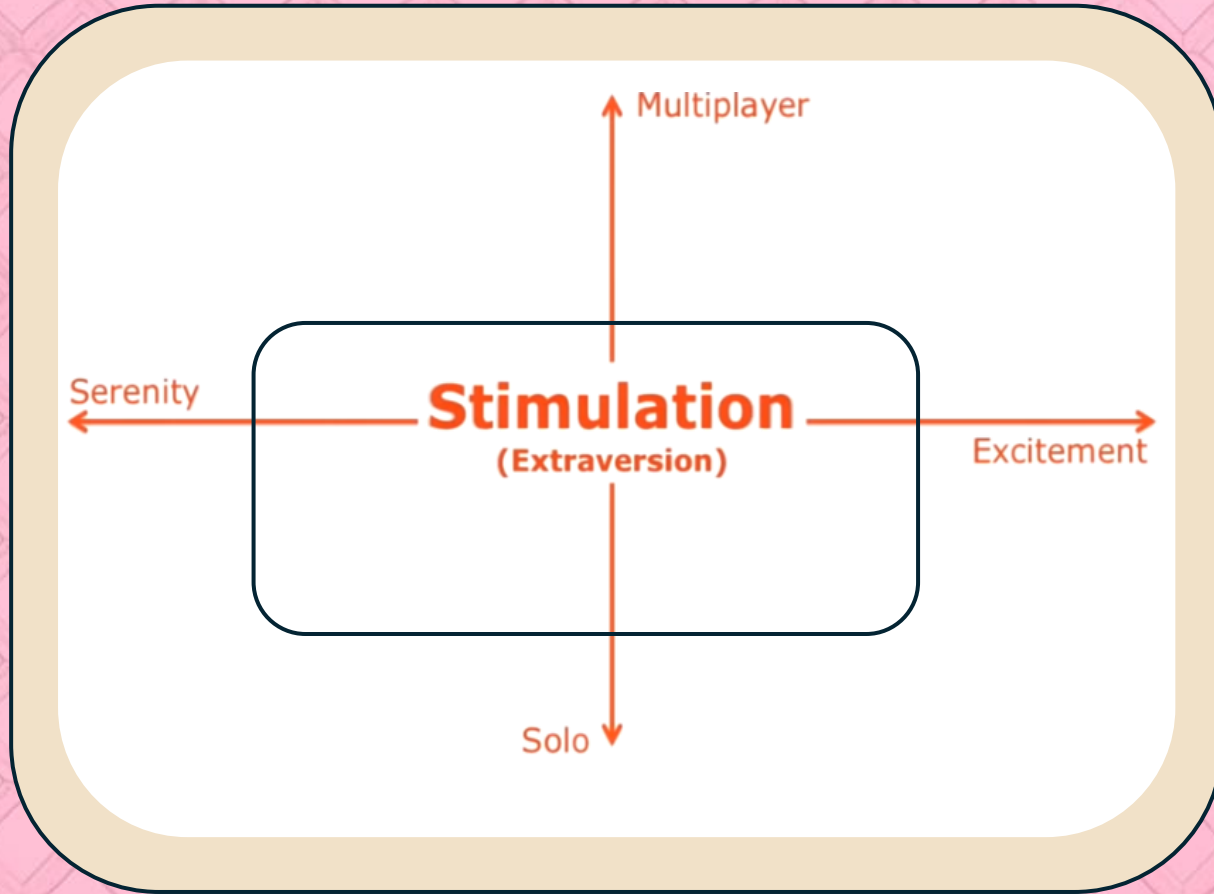 Multiplayer
Serenity
Stimulation
(Extraversion)
Excitement
Solo